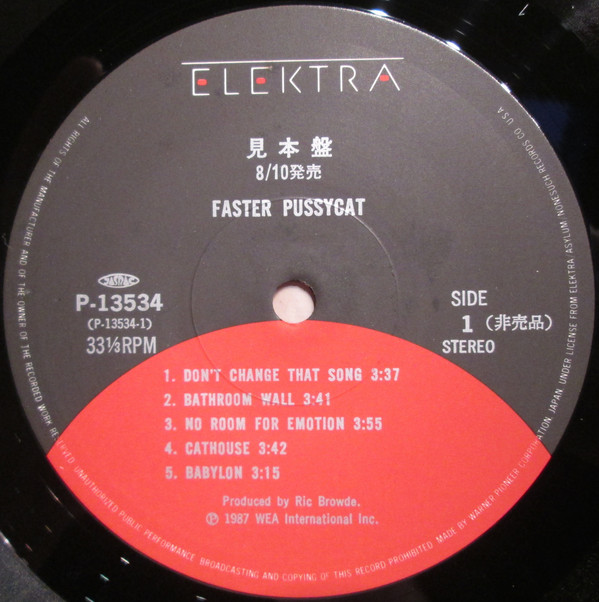 ELEKTRA
見本盤
8/10発売
FASTER PUSSYCAT
JASRAC
P-13534
(P-13534-1)
33⅓RPM
SIDE
1 (非売品)
STEREO
1. DON'T CHANGE THAT SONG 3:37
2. BATHROOM WALL 3:41
3. NO ROOM FOR EMOTION 3:55
4. CATHOUSE 3:42
5. BABYLON 3:15
Produced by Ric Browde.
Ⓟ 1987 WEA International Inc.
ALL RIGHTS OF THE MANUFACTURER AND OF THE OWNER OF THE RECORDED WORK RESERVED. UNAUTHORIZED PUBLIC PERFORMANCE, BROADCASTING AND COPYING OF THIS RECORD PROHIBITED. MADE BY WARNER-PIONEER CORPORATION, JAPAN, UNDER LICENSE FROM ELEKTRA ASYLUM NONESUCH RECORDS CO. U.S.A.